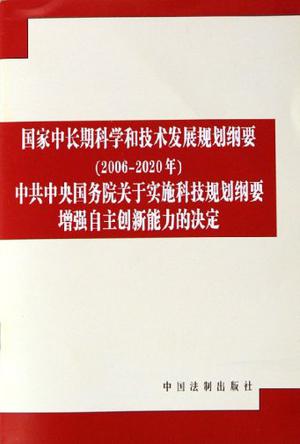 国家中长期科学和技术发展规划纲要
(2006-2020年)
中共中央国务院关于实施科技规划纲要
增强自主创新能力的决定
中国法制出版社